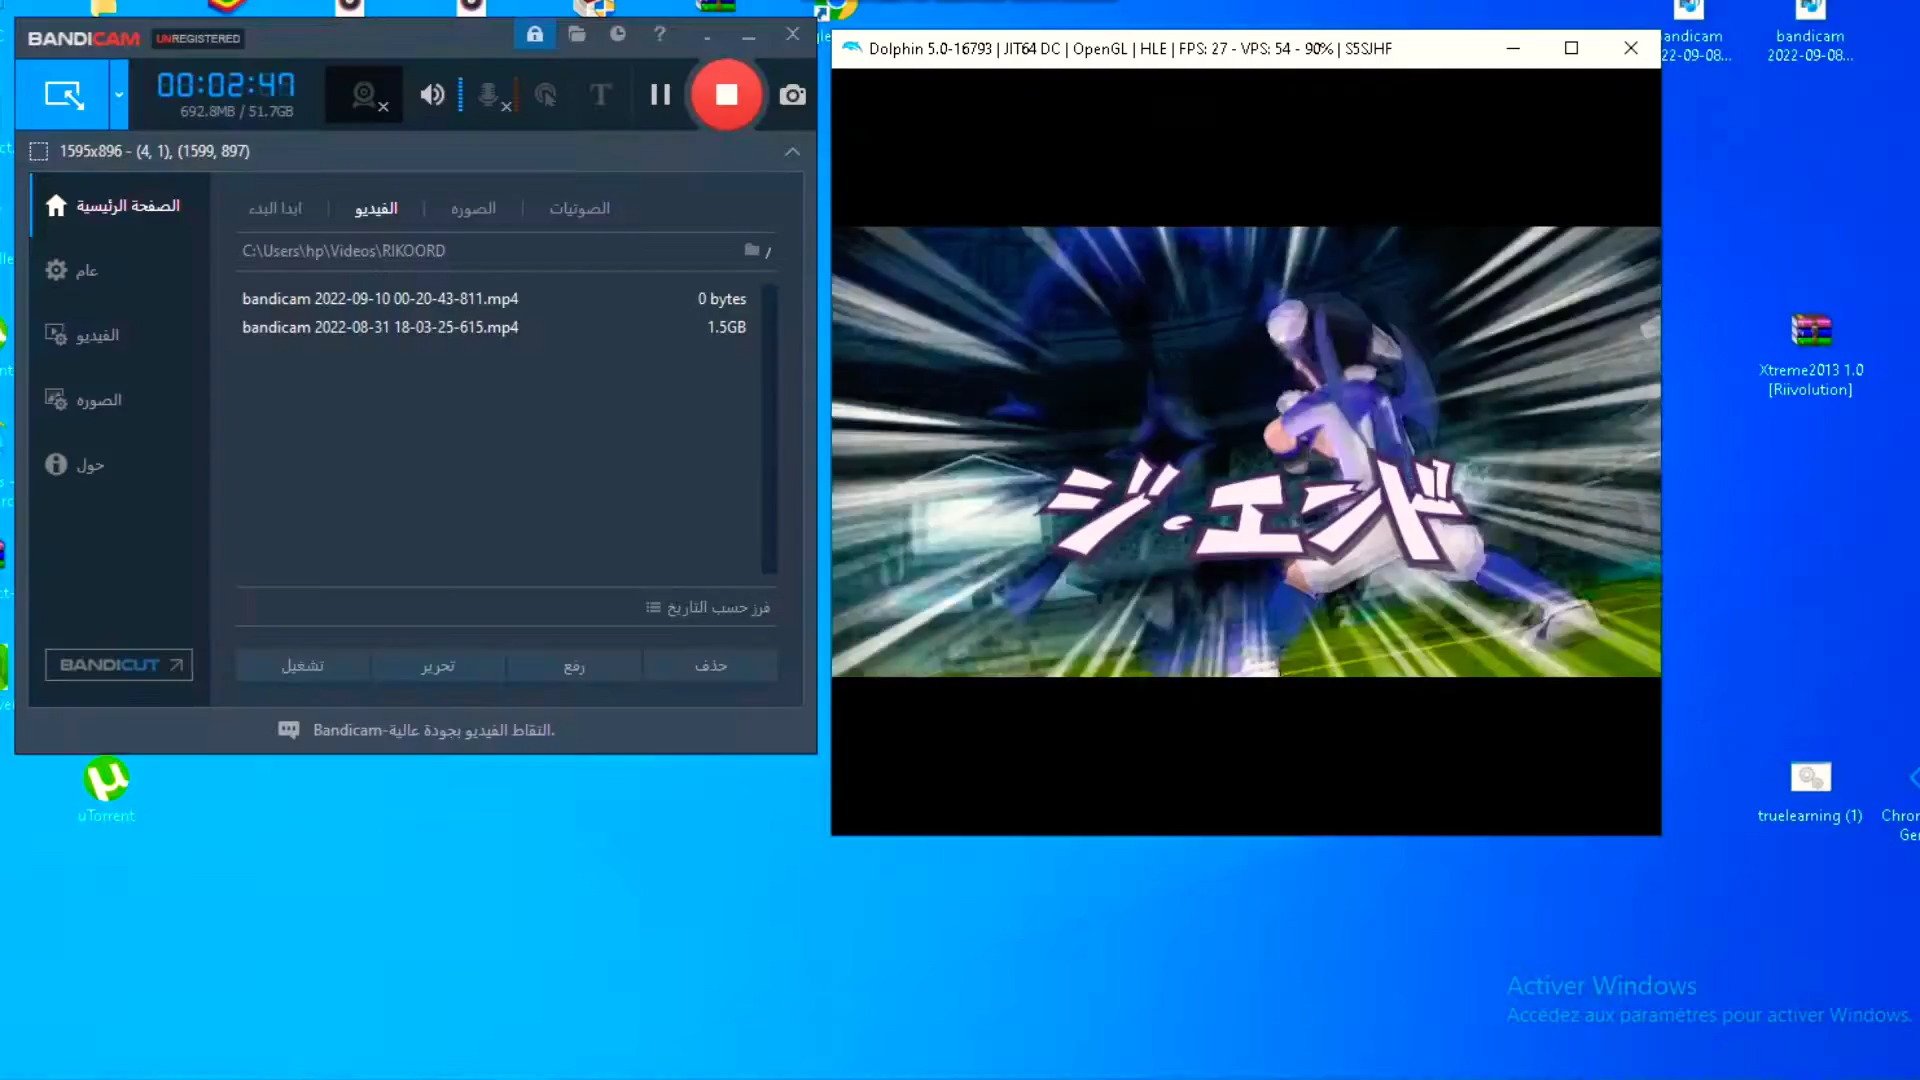 BANDICAM UNREGISTERED
00:02:47
692.8MB / 51.7GB
1595x896 - (4, 1), (1599, 897)
الصفحة الرئيسية
عام
الفيديو
الصوره
حول
BANDICUT
ابدا البدء
الفيديو
الصوره
الصوتيات
C:\Users\hp\Videos\RIKOORD
bandicam 2022-09-10 00-20-43-811.mp4 0 bytes
bandicam 2022-08-31 18-03-25-615.mp4 1.5GB
فرز حسب التاريخ
تشغيل
تحرير
رفع
حذف
التقاط الفيديو بجودة عالية-Bandicam.
uTorrent
Dolphin 5.0-16793 | JIT64 DC | OpenGL | HLE | FPS: 27 - VPS: 54 - 90% | S5SJHF
ジ・エンド
andicam
22-09-08...
bandicam
2022-09-08...
Xtreme2013 1.0
[Riivolution]
truelearning (1)
Activer Windows
Accédez aux paramètres pour activer Windows.